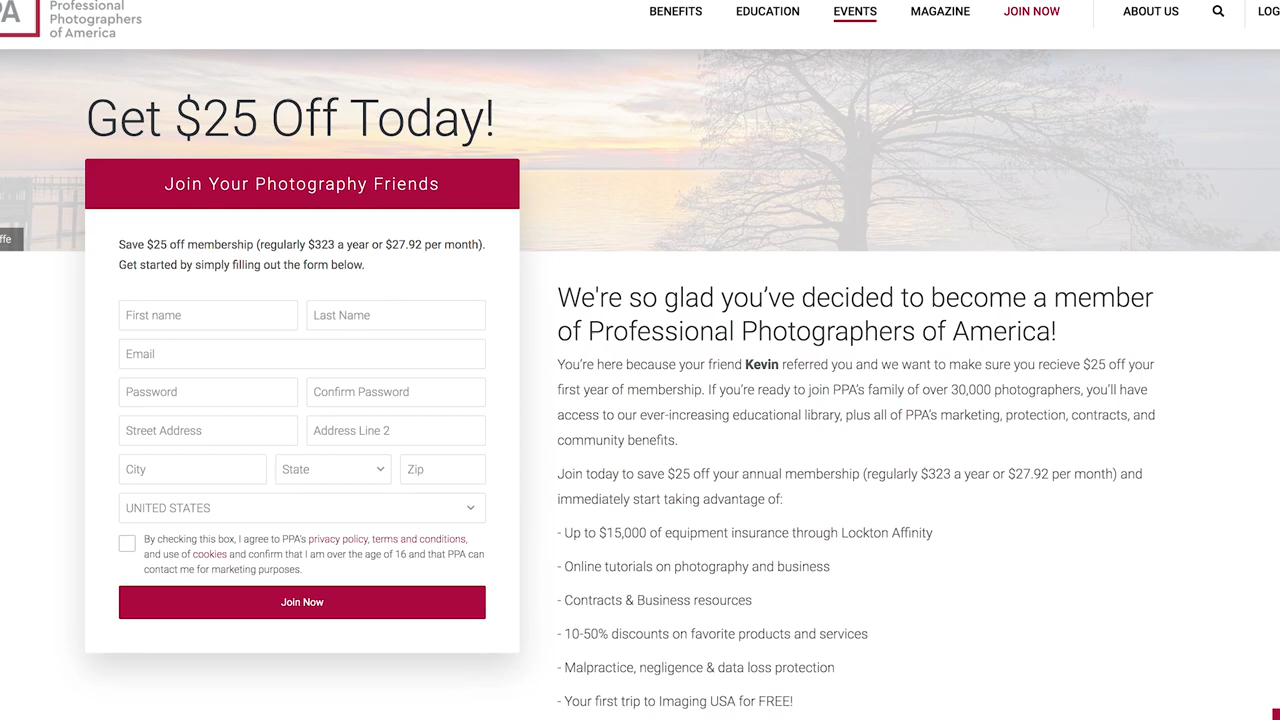 PA
Professional
Photographers
of America
BENEFITS EDUCATION EVENTS MAGAZINE JOIN NOW ABOUT US LOG
Get $25 Off Today!
Join Your Photography Friends
ffe
Save $25 off membership (regularly $323 a year or $27.92 per month).
Get started by simply filling out the form below.
First name Last Name
Email
Password Confirm Password
Street Address Address Line 2
City State Zip
UNITED STATES
By checking this box, I agree to PPA's privacy policy, terms and conditions,
and use of cookies and confirm that I am over the age of 16 and that PPA can
contact me for marketing purposes.
Join Now
We're so glad you've decided to become a member
of Professional Photographers of America!
You're here because your friend Kevin referred you and we want to make sure you recieve $25 off your
first year of membership. If you're ready to join PPA's family of over 30,000 photographers, you'll have
access to our ever-increasing educational library, plus all of PPA's marketing, protection, contracts, and
community benefits.
Join today to save $25 off your annual membership (regularly $323 a year or $27.92 per month) and
immediately start taking advantage of:
- Up to $15,000 of equipment insurance through Lockton Affinity
- Online tutorials on photography and business
- Contracts & Business resources
- 10-50% discounts on favorite products and services
- Malpractice, negligence & data loss protection
- Your first trip to Imaging USA for FREE!